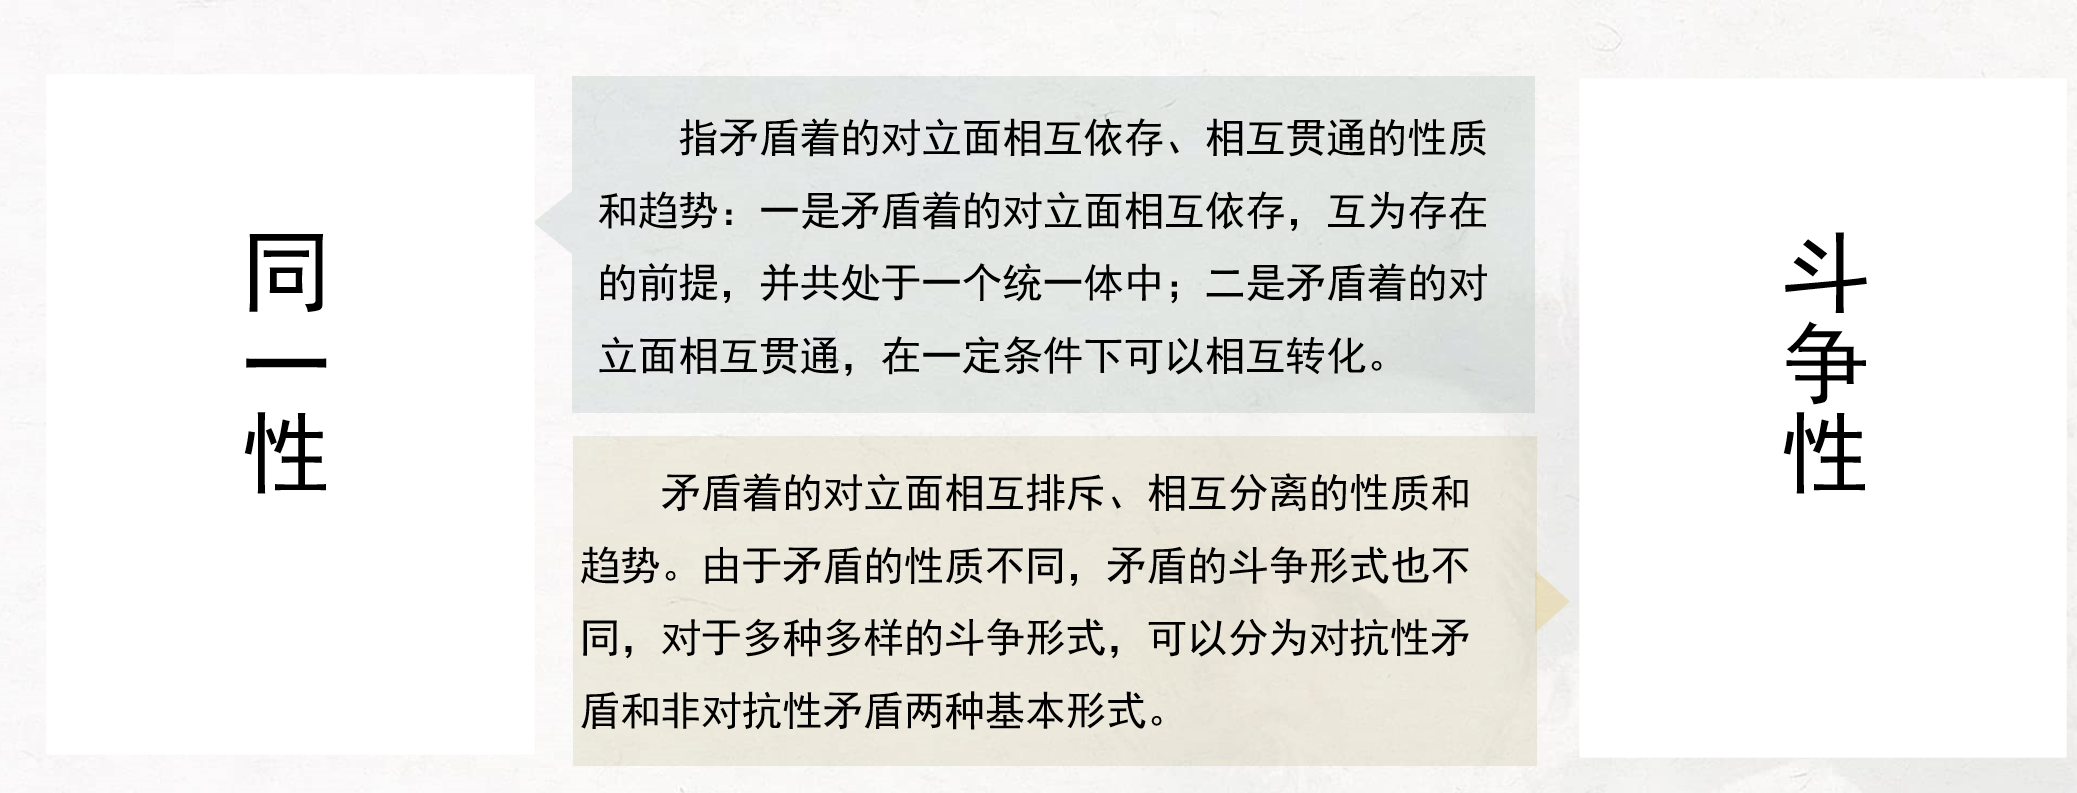 同一性
指矛盾着的对立面相互依存、相互贯通的性质
和趋势：一是矛盾着的对立面相互依存，互为存在
的前提，并共处于一个统一体中；二是矛盾着的对
立面相互贯通，在一定条件下可以相互转化。
矛盾着的对立面相互排斥、相互分离的性质和
趋势。由于矛盾的性质不同，矛盾的斗争形式也不
同，对于多种多样的斗争形式，可以分为对抗性矛
盾和非对抗性矛盾两种基本形式。
斗争性